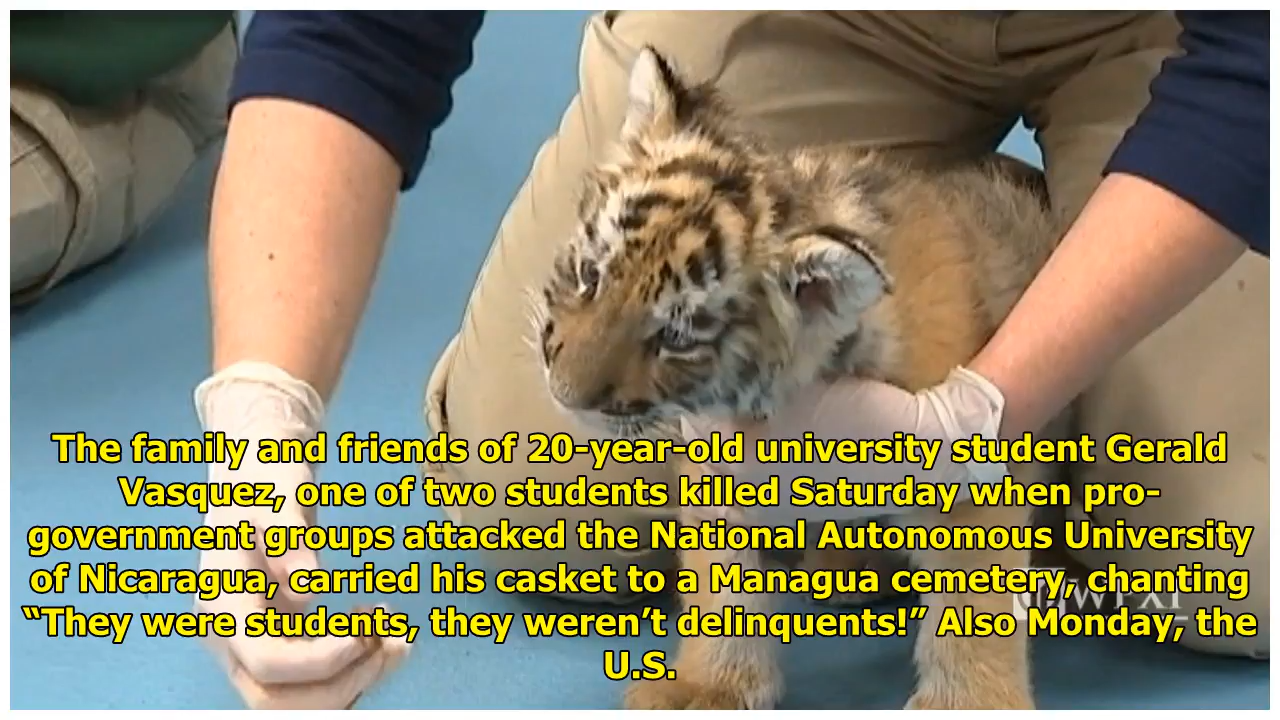 The family and friends of 20-year-old university student Gerald
Vasquez, one of two students killed Saturday when pro-
government groups attacked the National Autonomous University
of Nicaragua, carried his casket to a Managua cemetery, chanting
“They were students, they weren’t delinquents!” Also Monday, the
U.S.
WPXI